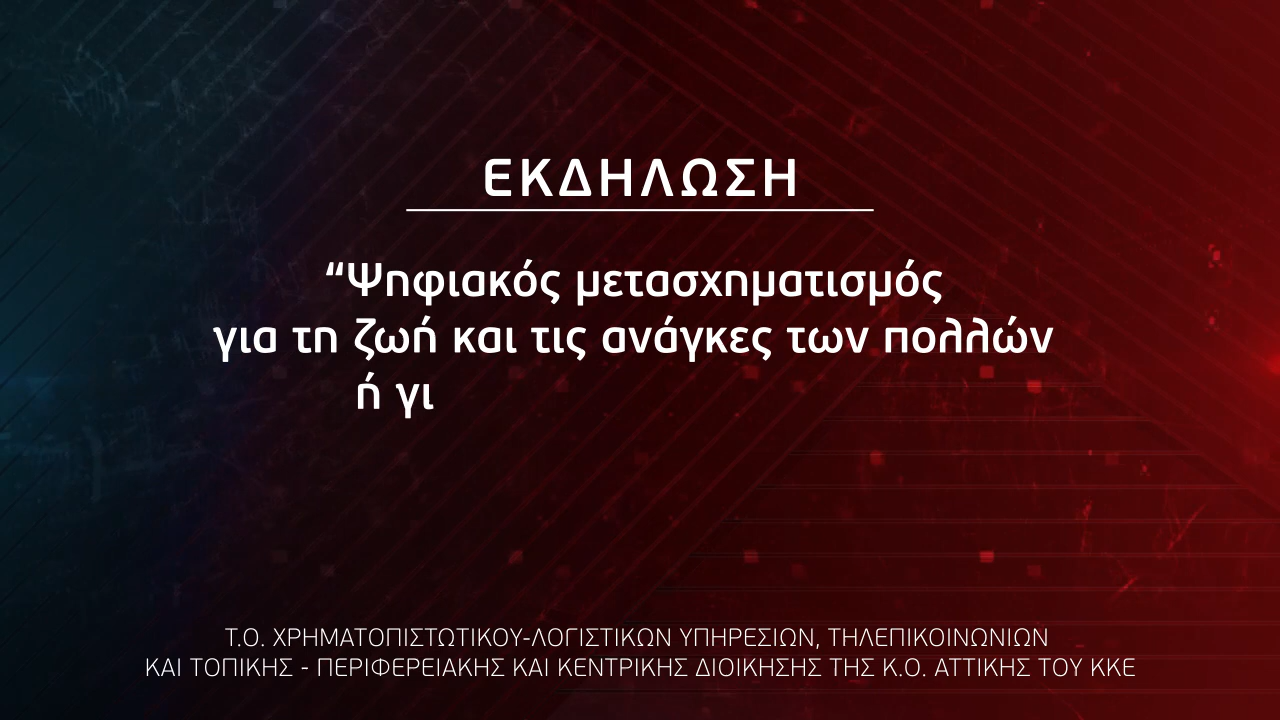 ΕΚΔΗΛΩΣΗ
“Ψηφιακός μετασχηματισμός
για τη ζωή και τις ανάγκες των πολλών
ή γι
Τ.Ο. ΧΡΗΜΑΤΟΠΙΣΤΩΤΙΚΟΥ-ΛΟΓΙΣΤΙΚΩΝ ΥΠΗΡΕΣΙΩΝ, ΤΗΛΕΠΙΚΟΙΝΩΝΙΩΝ
ΚΑΙ ΤΟΠΙΚΗΣ - ΠΕΡΙΦΕΡΕΙΑΚΗΣ ΚΑΙ ΚΕΝΤΡΙΚΗΣ ΔΙΟΙΚΗΣΗΣ ΤΗΣ Κ.Ο. ΑΤΤΙΚΗΣ ΤΟΥ ΚΚΕ